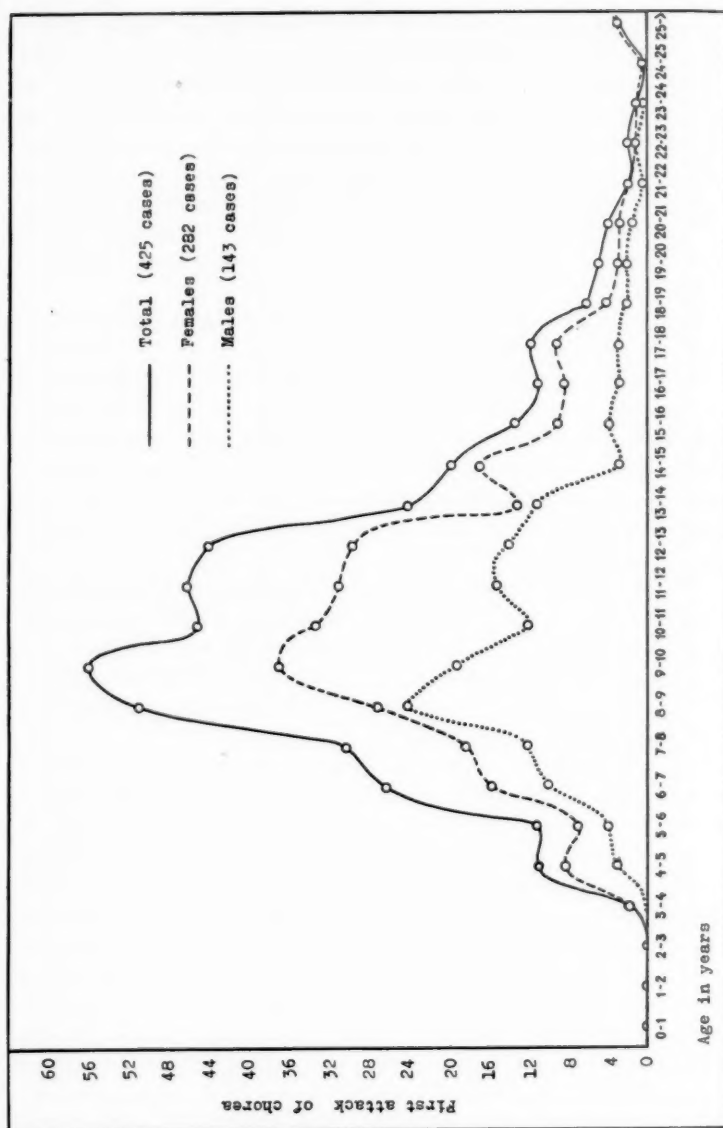 Total (425 cases)
Females (282 cases)
Males (143 cases)
First attack of chorea
60
56
52
48
44
40
36
32
28
24
20
16
12
8
4
0
0-1 1-2 2-3 3-4 4-5 5-6 6-7 7-8 8-9 9-10 10-11 11-12 12-13 13-14 14-15 15-16 16-17 17-18 18-19 19-20 20-21 21-22 22-23 23-24 24-25 25->
Age in years